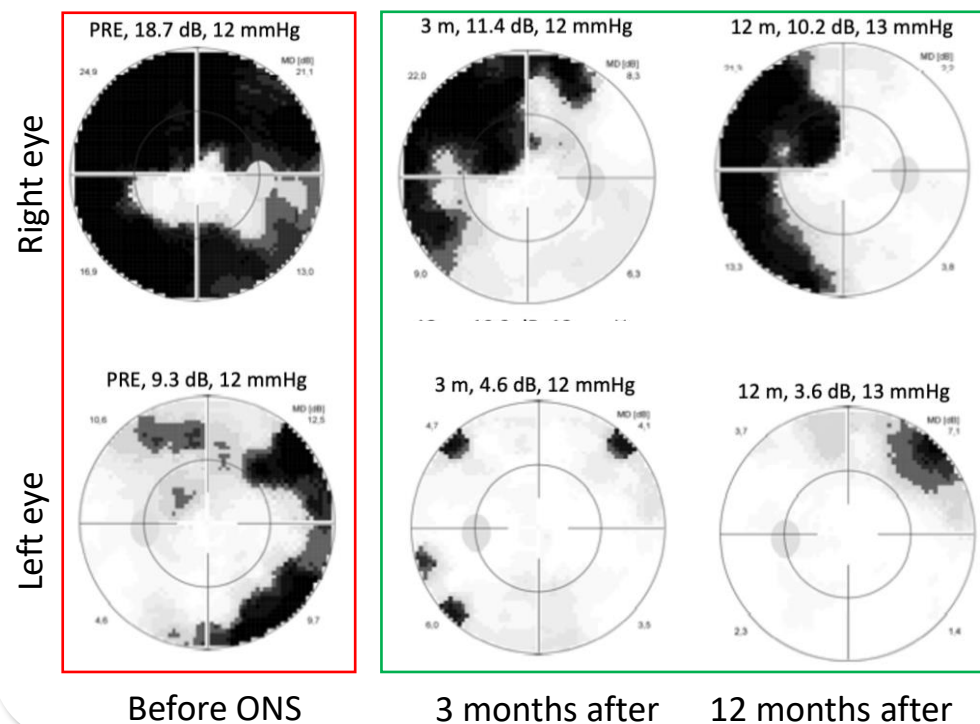 PRE, 18.7 dB, 12 mmHg
MD [dB]
24,9
21,1
16,9
13,0
3 m, 11.4 dB, 12 mmHg
MD [dB]
22,0
8,3
9,0
6,3
12 m, 10.2 dB, 13 mmHg
MD [dB]
21,3
2,2
13,3
3,8
Right eye
PRE, 9.3 dB, 12 mmHg
MD [dB]
10,6
12,5
4,6
9,7
3 m, 4.6 dB, 12 mmHg
MD [dB]
4,7
4,1
6,0
3,5
12 m, 3.6 dB, 13 mmHg
MD [dB]
3,7
7,1
2,3
1,4
Left eye
Before ONS
3 months after
12 months after